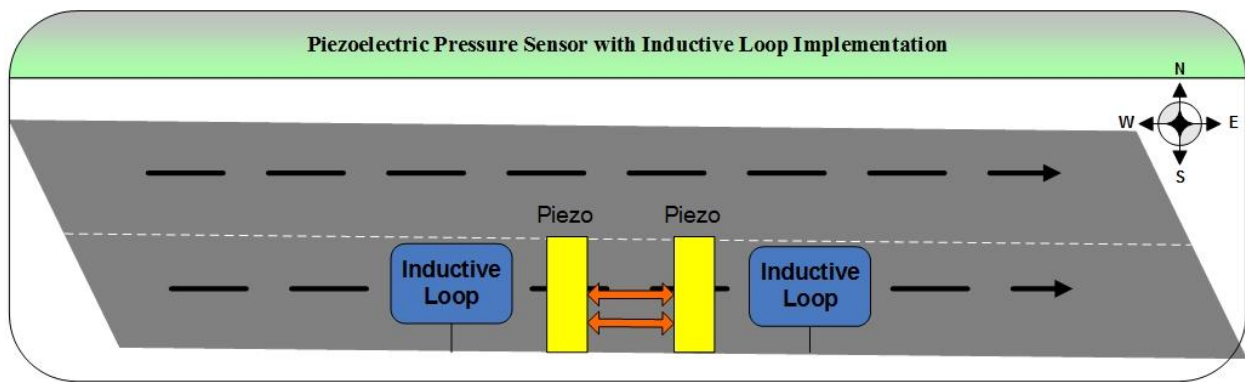 Piezoelectric Pressure Sensor with Inductive Loop Implementation
N
W E
S
Piezo Piezo
Inductive
Loop
Inductive
Loop